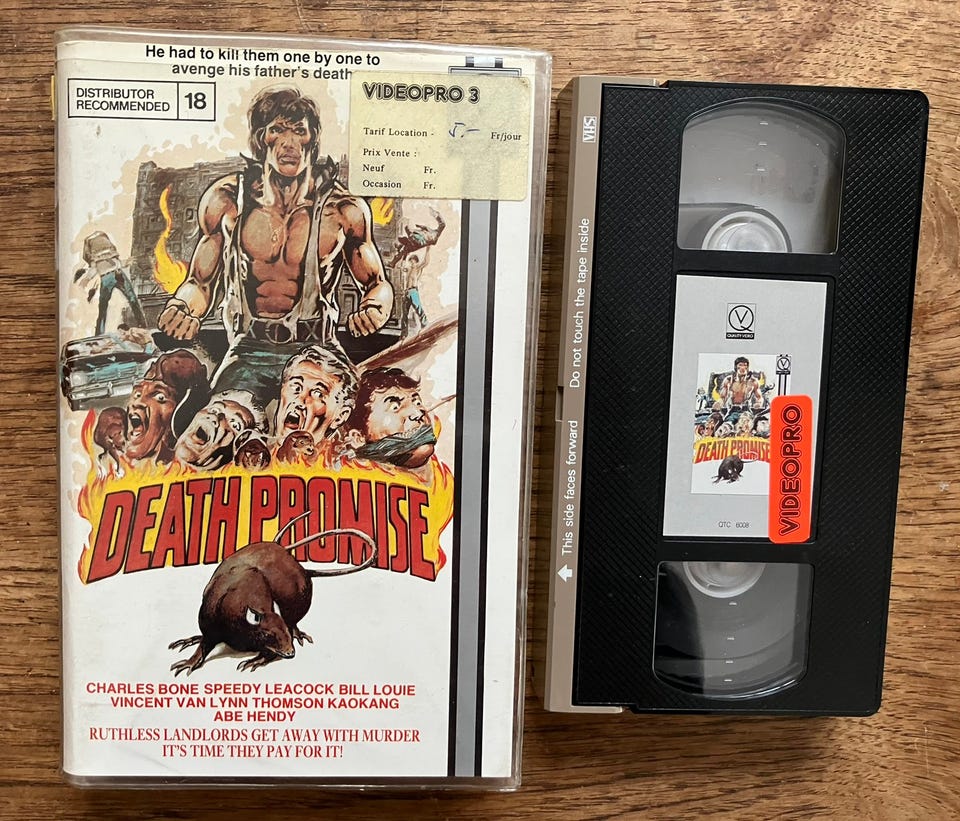 He had to kill them one by one to
avenge his father's death
DISTRIBUTOR
RECOMMENDED 18
VIDEOPRO 3
Tarif Location - 5.- Fr/jour
Prix Vente :
Neuf Fr.
Occasion Fr.
DEATH PROMISE
CHARLES BONE SPEEDY LEACOCK BILL LOUIE
VINCENT VAN LYNN THOMSON KAOKANG
ABE HENDY
RUTHLESS LANDLORDS GET AWAY WITH MURDER
IT'S TIME THEY PAY FOR IT!
VHS
Do not touch the tape inside
This side faces forward
V
QUALITY VIDEO
DEATH PROMISE
VIDEOPRO
QTC 6008